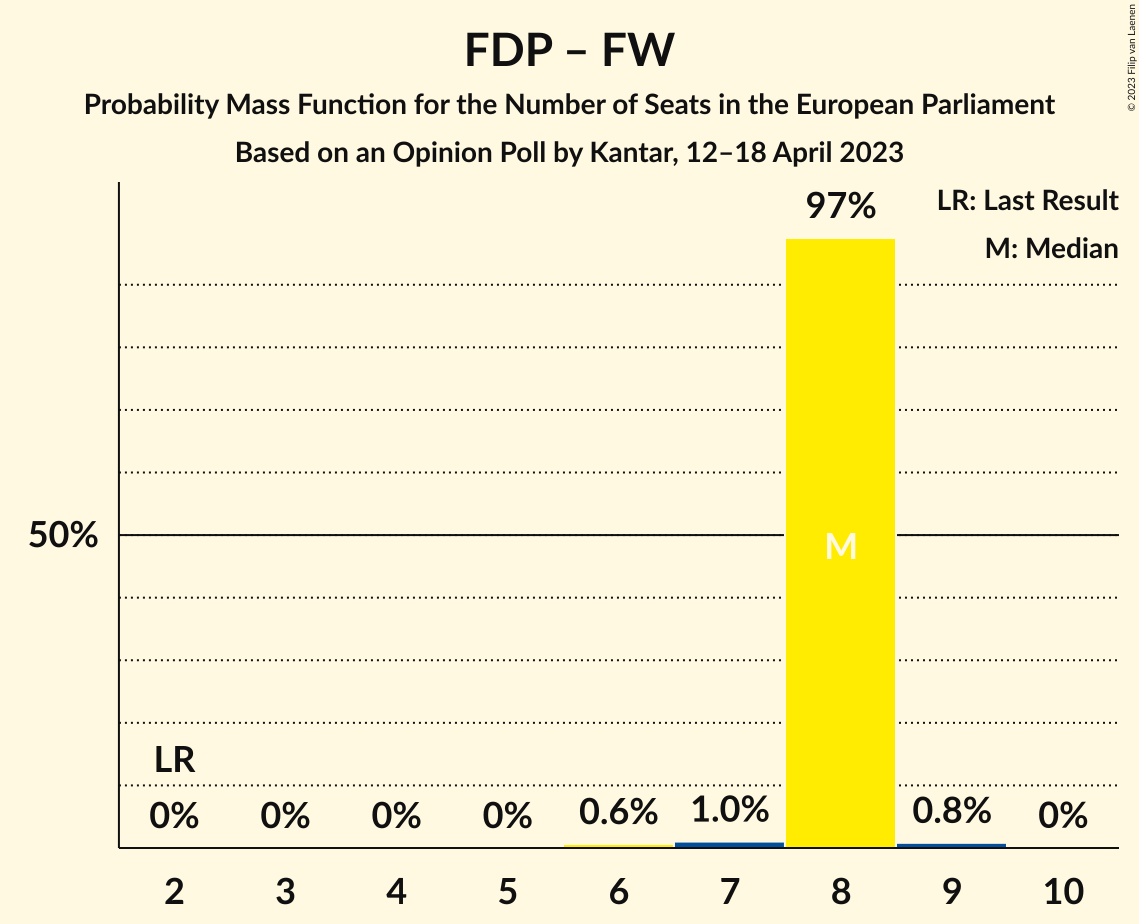 FDP – FW
Probability Mass Function for the Number of Seats in the European Parliament
Based on an Opinion Poll by Kantar, 12–18 April 2023
© 2023 Filip van Laenen
LR: Last Result
M: Median
97%
50%
M
LR
0% 0% 0% 0% 0.6% 1.0% 0.8% 0%
2 3 4 5 6 7 8 9 10